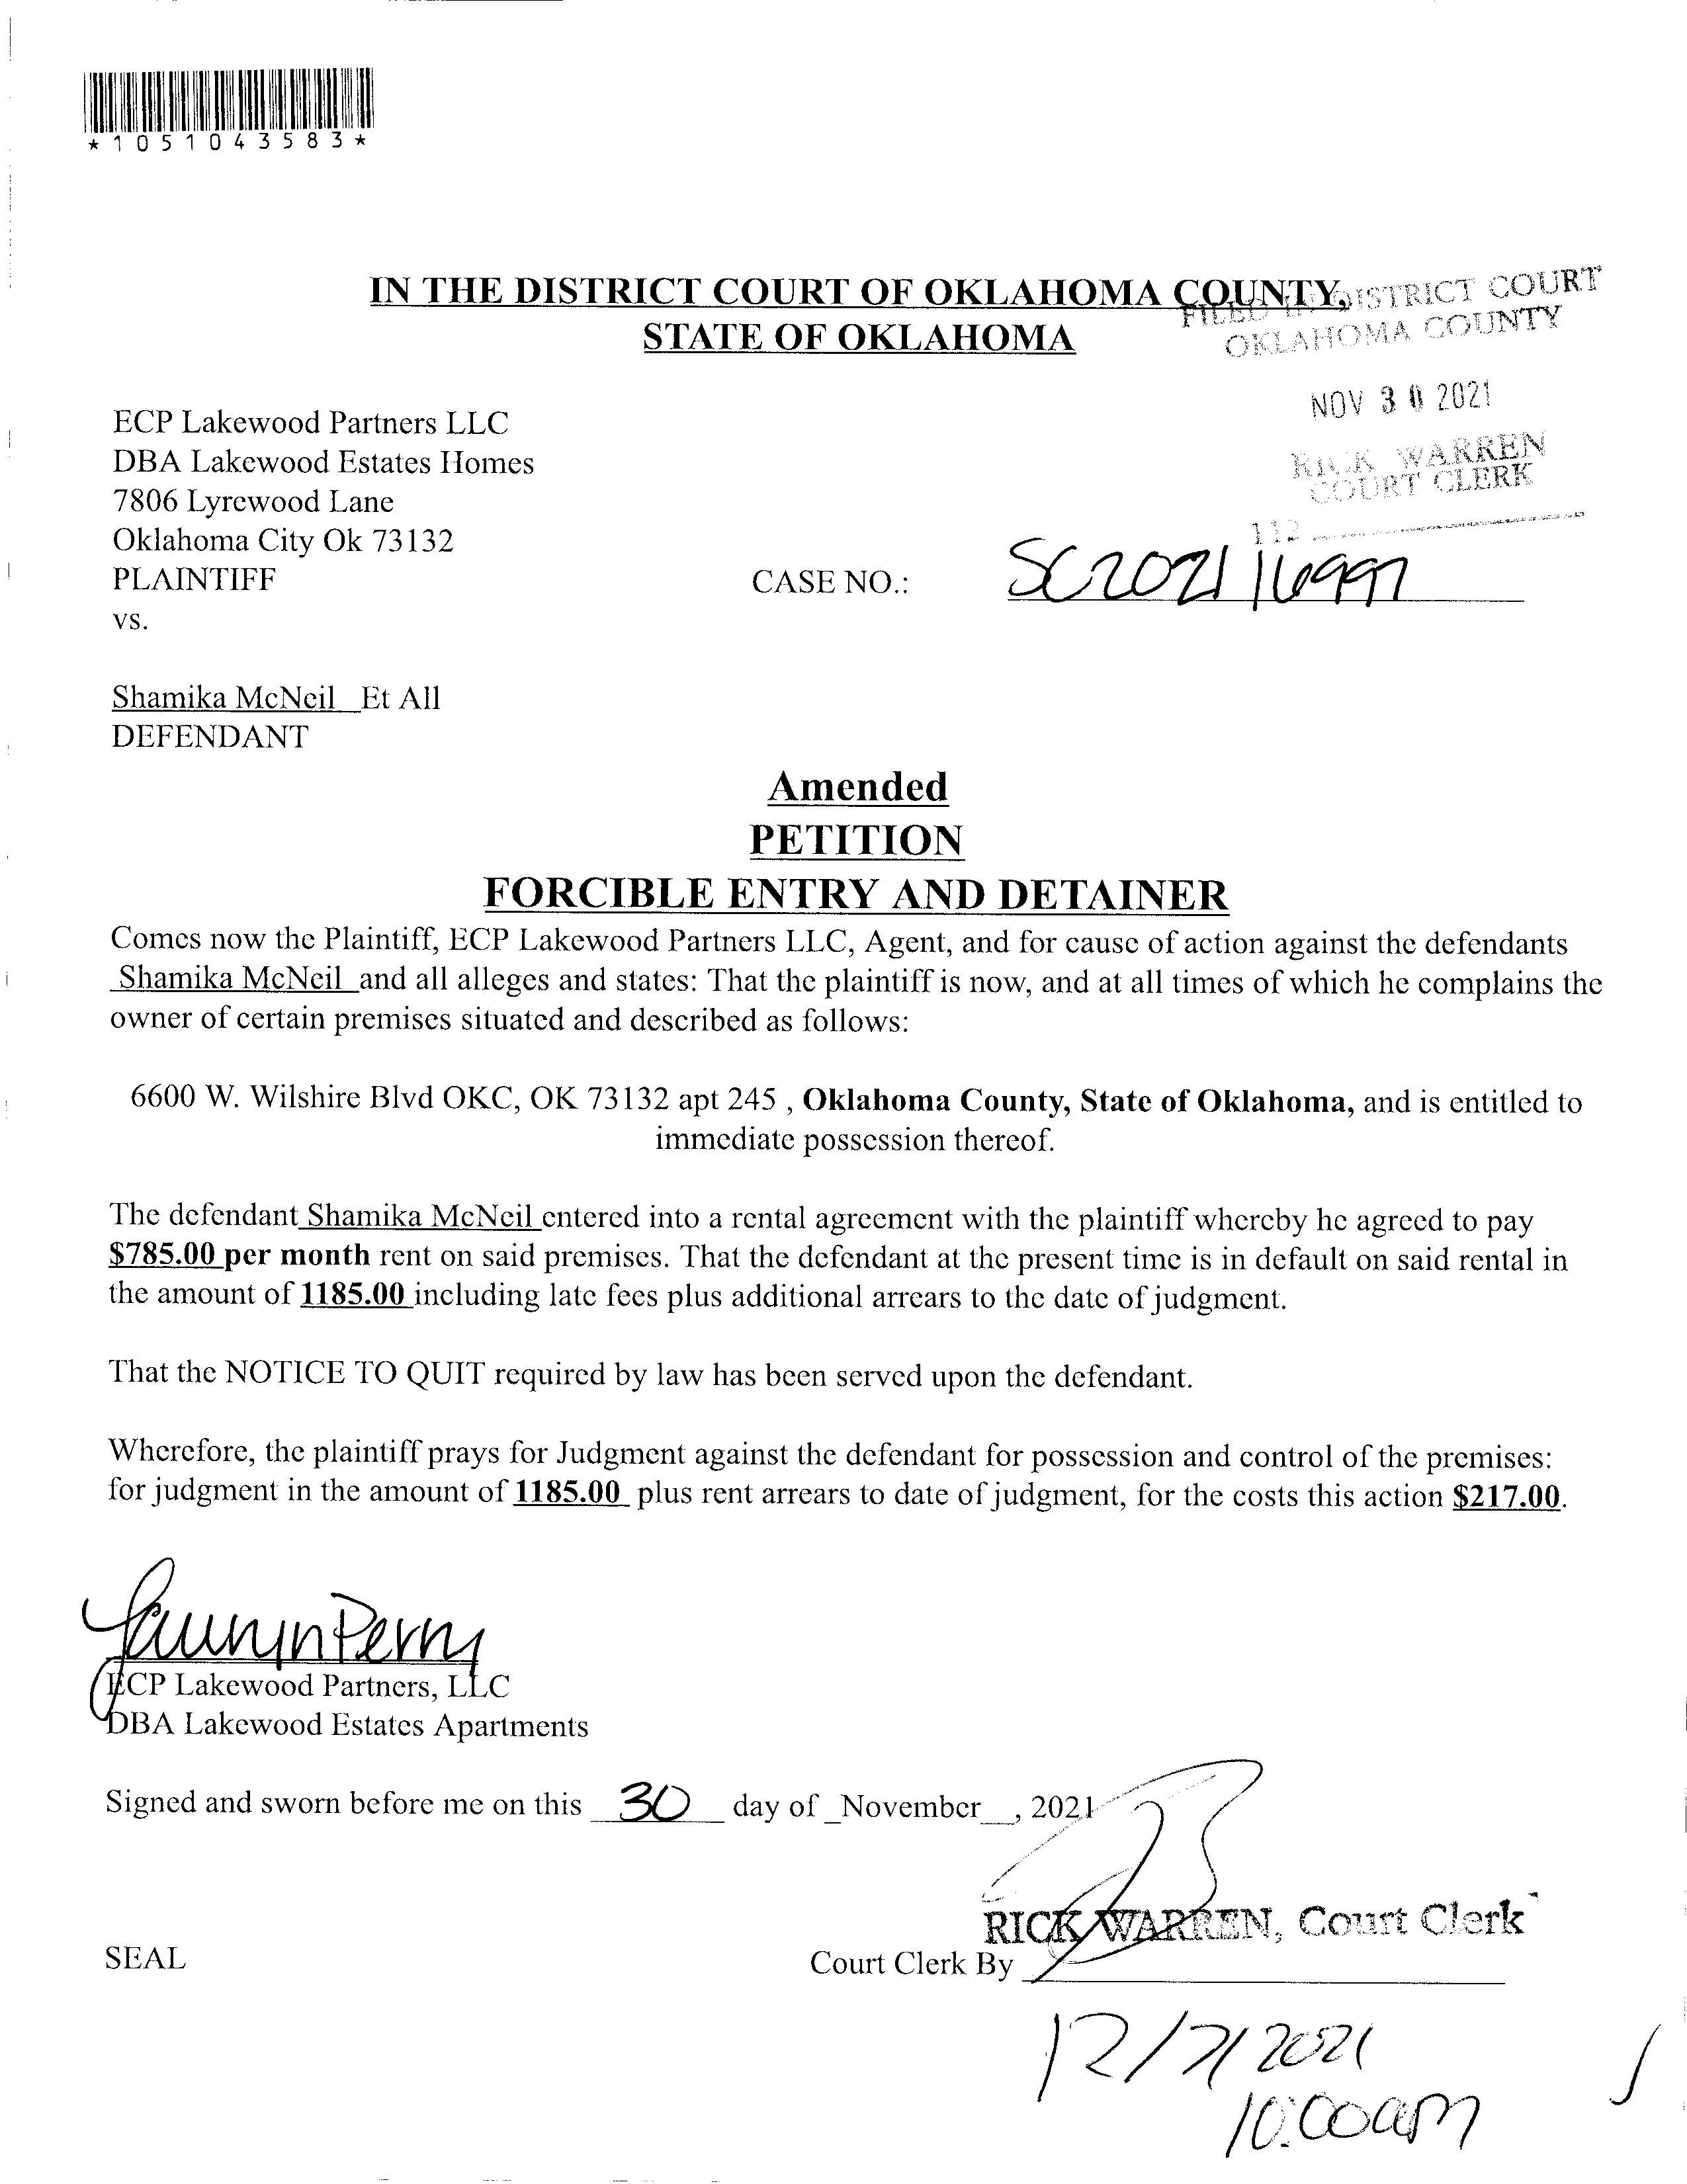 *1051043583*
IN THE DISTRICT COURT OF OKLAHOMA COUNTY,
STATE OF OKLAHOMA
FILED IN DISTRICT COURT
OKLAHOMA COUNTY
NOV 30 2021
RICK WARREN
COURT CLERK
112
ECP Lakewood Partners LLC
DBA Lakewood Estates Homes
7806 Lyrewood Lane
Oklahoma City Ok 73132
PLAINTIFF
CASE NO.: SC2021 16997
vs.
Shamika McNeil Et All
DEFENDANT
Amended
PETITION
FORCIBLE ENTRY AND DETAINER
Comes now the Plaintiff, ECP Lakewood Partners LLC, Agent, and for cause of action against the defendants
Shamika McNeil and all alleges and states: That the plaintiff is now, and at all times of which he complains the
owner of certain premises situated and described as follows:
6600 W. Wilshire Blvd OKC, OK 73132 apt 245 , Oklahoma County, State of Oklahoma, and is entitled to
immediate possession thereof.
The defendant Shamika McNeil entered into a rental agreement with the plaintiff whereby he agreed to pay
$785.00 per month rent on said premises. That the defendant at the present time is in default on said rental in
the amount of 1185.00 including late fees plus additional arrears to the date of judgment.
That the NOTICE TO QUIT required by law has been served upon the defendant.
Wherefore, the plaintiff prays for Judgment against the defendant for possession and control of the premises:
for judgment in the amount of 1185.00 plus rent arrears to date of judgment, for the costs this action $217.00.
Perry
ECP Lakewood Partners, LLC
DBA Lakewood Estates Apartments
Signed and sworn before me on this 30 day of _November__, 2021
RICK WARREN, Court Clerk
SEAL
Court Clerk By
12/7/2021
10:00am